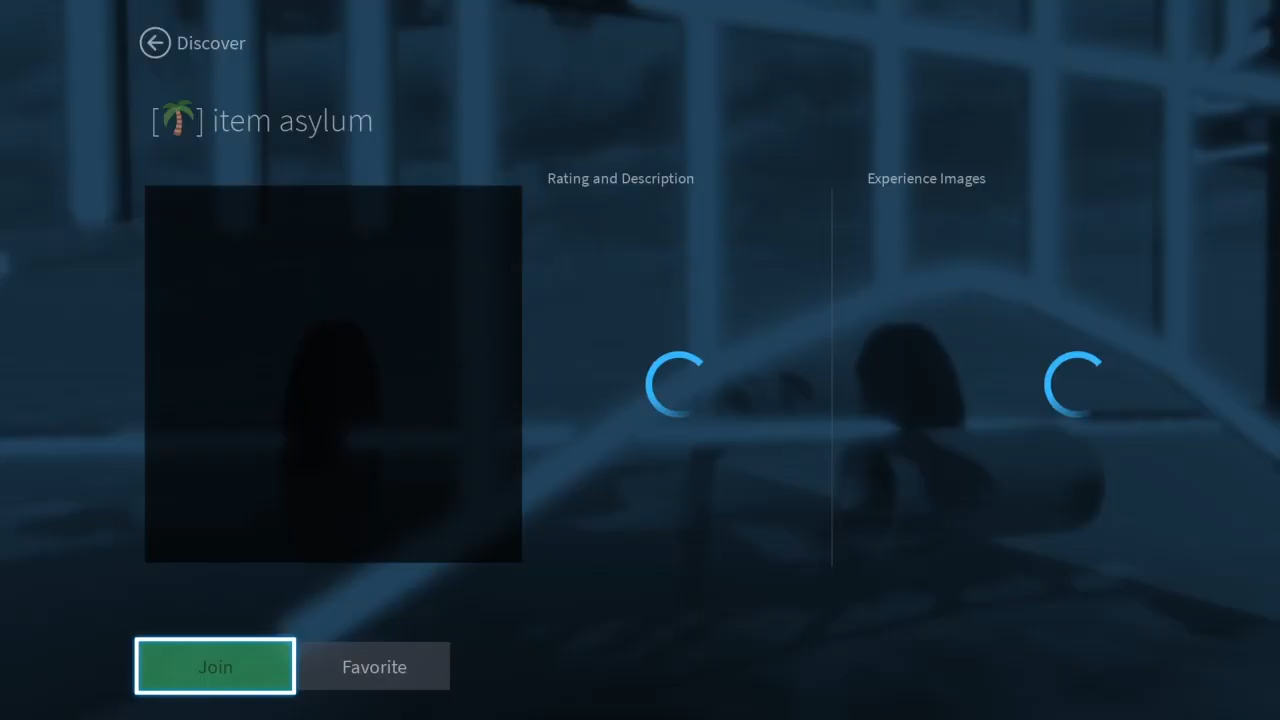 Discover
[🌴] item asylum
Rating and Description
Experience Images
Join
Favorite